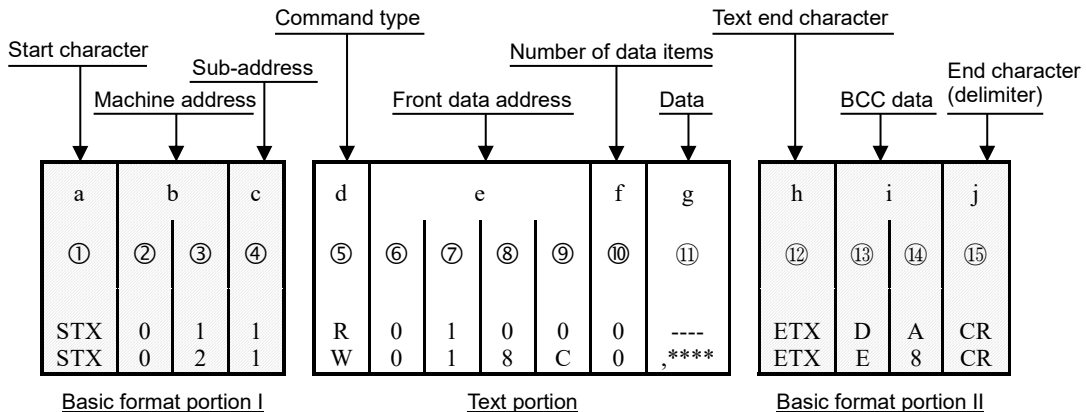 Command type
Text end character
Start character
Number of data items
Sub-address
End character
(delimiter)
Machine address
Front data address
Data
BCC data
a b c d e f g h i j
① ② ③ ④ ⑤ ⑥ ⑦ ⑧ ⑨ ⑩ ⑪ ⑫ ⑬ ⑭ ⑮
STX 0 1 1 R 0 1 0 0 0 ---- ETX D A CR
STX 0 2 1 W 0 1 8 C 0 ,**** ETX E 8 CR
Basic format portion I Text portion Basic format portion II